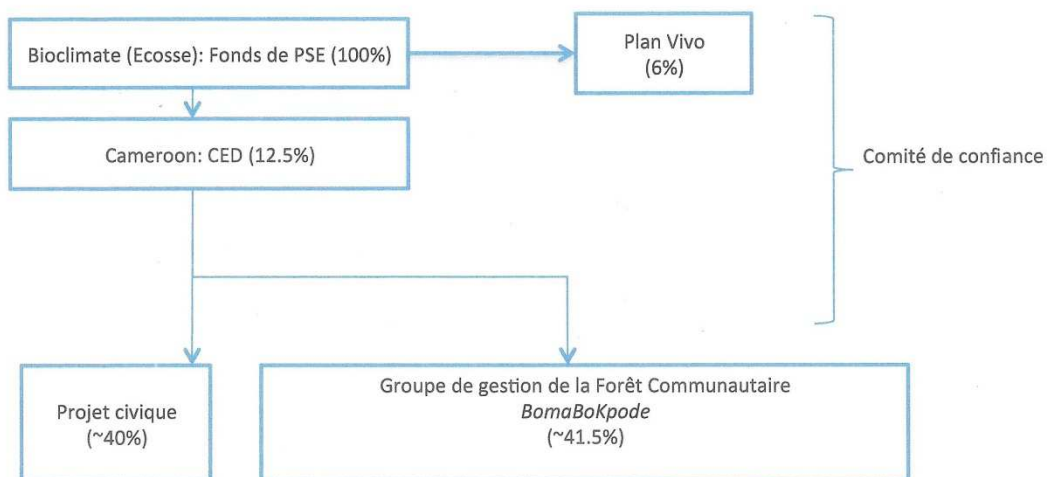 Bioclimate (Ecosse): Fonds de PSE (100%)
Plan Vivo
(6%)
Cameroon: CED (12.5%)
Comité de confiance
Projet civique
(~40%)
Groupe de gestion de la Forêt Communautaire
BomaBoKpode
(~41.5%)